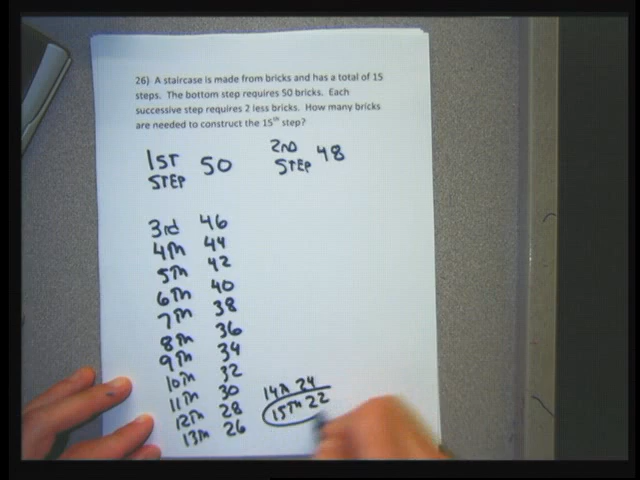 26) A staircase is made from bricks and has a total of 15
steps. The bottom step requires 50 bricks. Each
successive step requires 2 less bricks. How many bricks
are needed to construct the 15th step?
1ST STEP 50
2ND STEP 48
3rd 46
4th 44
5th 42
6th 40
7th 38
8th 36
9th 34
10th 32
11th 30
12th 28
13th 26
14th 24
15th 22